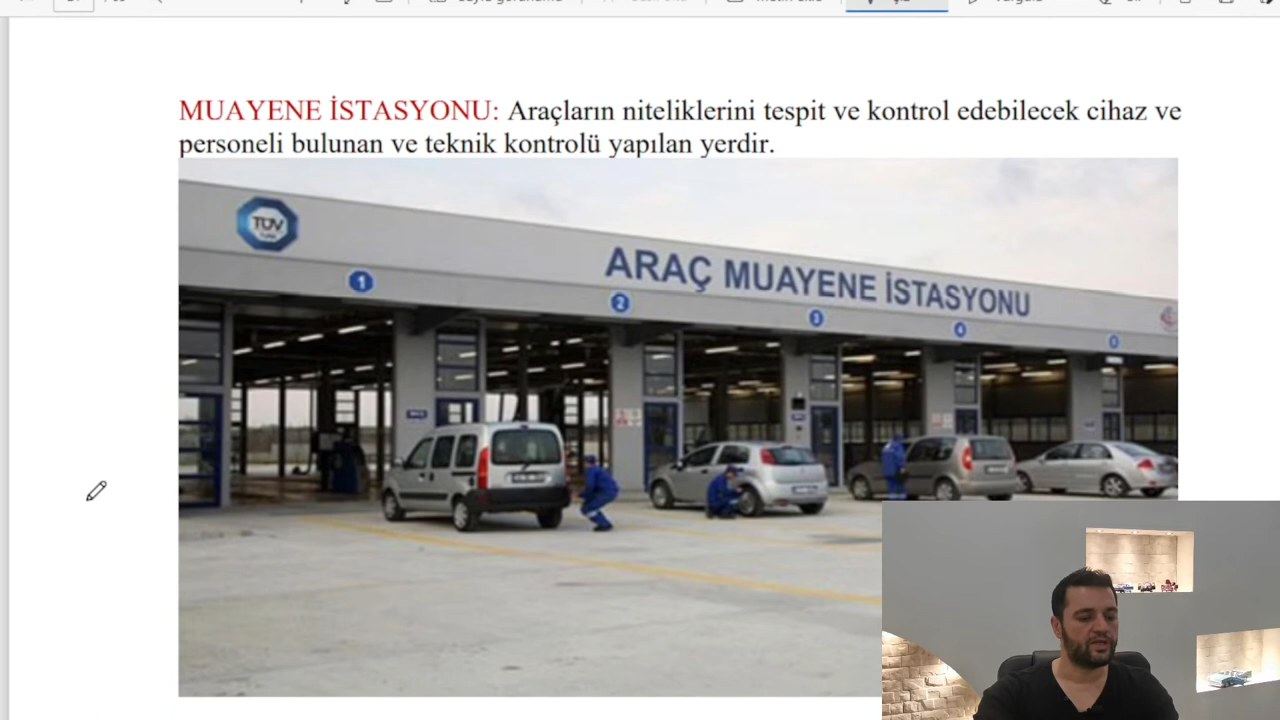 MUAYENE İSTASYONU: Araçların niteliklerini tespit ve kontrol edebilecek cihaz ve
personeli bulunan ve teknik kontrolü yapılan yerdir.
TÜV
ARAÇ MUAYENE İSTASYONU
1
2
3
4